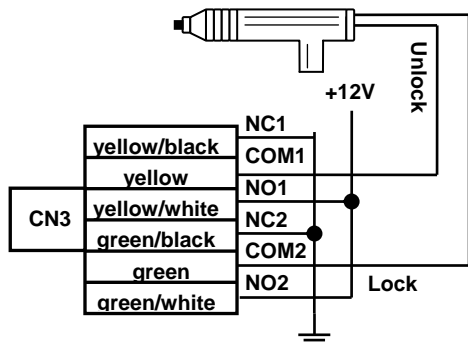 Unlock
+12V
NC1
yellow/black
COM1
yellow
NO1
yellow/white
CN3
NC2
green/black
COM2
green
NO2
Lock
green/white